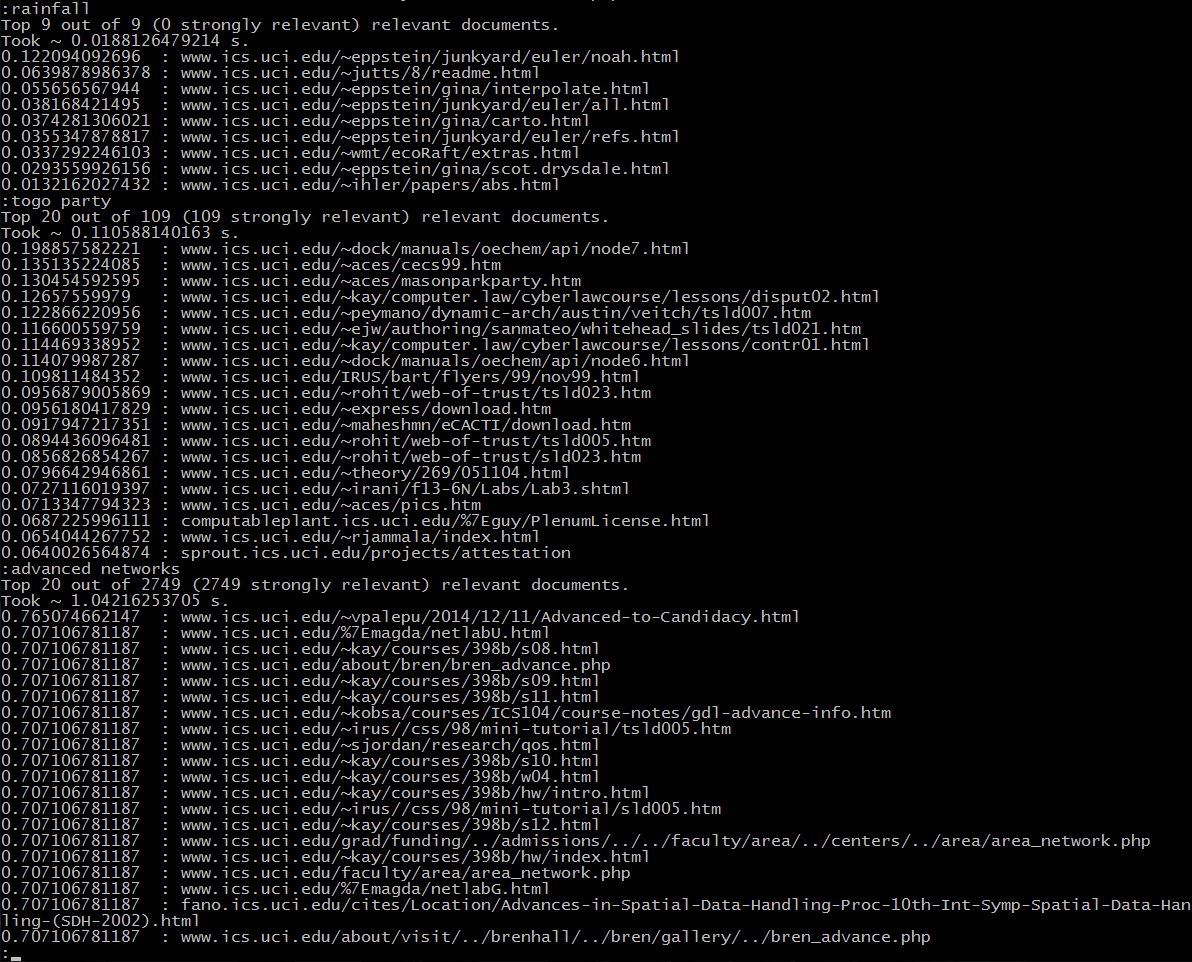 :rainfall
Top 9 out of 9 (0 strongly relevant) relevant documents.
Took ~ 0.0188126479214 s.
0.122094092696  : www.ics.uci.edu/~eppstein/junkyard/euler/noah.html
0.0639878986378 : www.ics.uci.edu/~jutts/8/readme.html
0.055656567944  : www.ics.uci.edu/~eppstein/gina/interpolate.html
0.038168421495  : www.ics.uci.edu/~eppstein/junkyard/euler/all.html
0.0374281306021 : www.ics.uci.edu/~eppstein/gina/carto.html
0.0355347878817 : www.ics.uci.edu/~eppstein/junkyard/euler/refs.html
0.0337292246103 : www.ics.uci.edu/~wmt/ecoRaft/extras.html
0.0293559926156 : www.ics.uci.edu/~eppstein/gina/scot.drysdale.html
0.0132162027432 : www.ics.uci.edu/~ihler/papers/abs.html
:togo party
Top 20 out of 109 (109 strongly relevant) relevant documents.
Took ~ 0.110588140163 s.
0.198857582221  : www.ics.uci.edu/~dock/manuals/oechem/api/node7.html
0.135135224085  : www.ics.uci.edu/~aces/cecs99.htm
0.130454592595  : www.ics.uci.edu/~aces/masonparkparty.htm
0.12657559979   : www.ics.uci.edu/~kay/computer.law/cyberlawcourse/lessons/disput02.html
0.122866220956  : www.ics.uci.edu/~peymano/dynamic-arch/austin/veitch/tsld007.htm
0.116600559759  : www.ics.uci.edu/~ejw/authoring/sanmateo/whitehead_slides/tsld021.htm
0.114469338952  : www.ics.uci.edu/~kay/computer.law/cyberlawcourse/lessons/contr01.html
0.114079987287  : www.ics.uci.edu/~dock/manuals/oechem/api/node6.html
0.109811484352  : www.ics.uci.edu/IRUS/bart/flyers/99/nov99.html
0.0956879005869 : www.ics.uci.edu/~rohit/web-of-trust/tsld023.htm
0.0956180417829 : www.ics.uci.edu/~express/download.htm
0.0917947217351 : www.ics.uci.edu/~maheshmn/eCACTI/download.htm
0.0894436096481 : www.ics.uci.edu/~rohit/web-of-trust/tsld005.htm
0.0856826854267 : www.ics.uci.edu/~rohit/web-of-trust/sld023.htm
0.0796642946861 : www.ics.uci.edu/~theory/269/051104.html
0.0727116019397 : www.ics.uci.edu/~irani/f13-6N/Labs/Lab3.shtml
0.0713347794323 : www.ics.uci.edu/~aces/pics.htm
0.0687225996111 : computableplant.ics.uci.edu/%7Eguy/PlenumLicense.html
0.0654044267752 : www.ics.uci.edu/~rjammala/index.html
0.0640026564874 : sprout.ics.uci.edu/projects/attestation
:advanced networks
Top 20 out of 2749 (2749 strongly relevant) relevant documents.
Took ~ 1.04216253705 s.
0.765074662147  : www.ics.uci.edu/~vpalepu/2014/12/11/Advanced-to-Candidacy.html
0.707106781187  : www.ics.uci.edu/%7Emagda/netlabU.html
0.707106781187  : www.ics.uci.edu/~kay/courses/398b/s08.html
0.707106781187  : www.ics.uci.edu/about/bren/bren_advance.php
0.707106781187  : www.ics.uci.edu/~kay/courses/398b/s09.html
0.707106781187  : www.ics.uci.edu/~kay/courses/398b/s11.html
0.707106781187  : www.ics.uci.edu/~kobsa/courses/ICS104/course-notes/gdl-advance-info.htm
0.707106781187  : www.ics.uci.edu/~irus//css/98/mini-tutorial/tsld005.htm
0.707106781187  : www.ics.uci.edu/~sjordan/research/qos.html
0.707106781187  : www.ics.uci.edu/~kay/courses/398b/s10.html
0.707106781187  : www.ics.uci.edu/~kay/courses/398b/w04.html
0.707106781187  : www.ics.uci.edu/~kay/courses/398b/hw/intro.html
0.707106781187  : www.ics.uci.edu/~irus//css/98/mini-tutorial/sld005.htm
0.707106781187  : www.ics.uci.edu/~kay/courses/398b/s12.html
0.707106781187  : www.ics.uci.edu/grad/funding/../admissions/../../faculty/area/../centers/../area/area_network.php
0.707106781187  : www.ics.uci.edu/~kay/courses/398b/hw/index.html
0.707106781187  : www.ics.uci.edu/faculty/area/area_network.php
0.707106781187  : www.ics.uci.edu/%7Emagda/netlabG.html
0.707106781187  : fano.ics.uci.edu/cites/Location/Advances-in-Spatial-Data-Handling-Proc-10th-Int-Symp-Spatial-Data-Han
ling-(SDH-2002).html
0.707106781187  : www.ics.uci.edu/about/visit/../brenhall/../bren/gallery/../bren_advance.php
:_